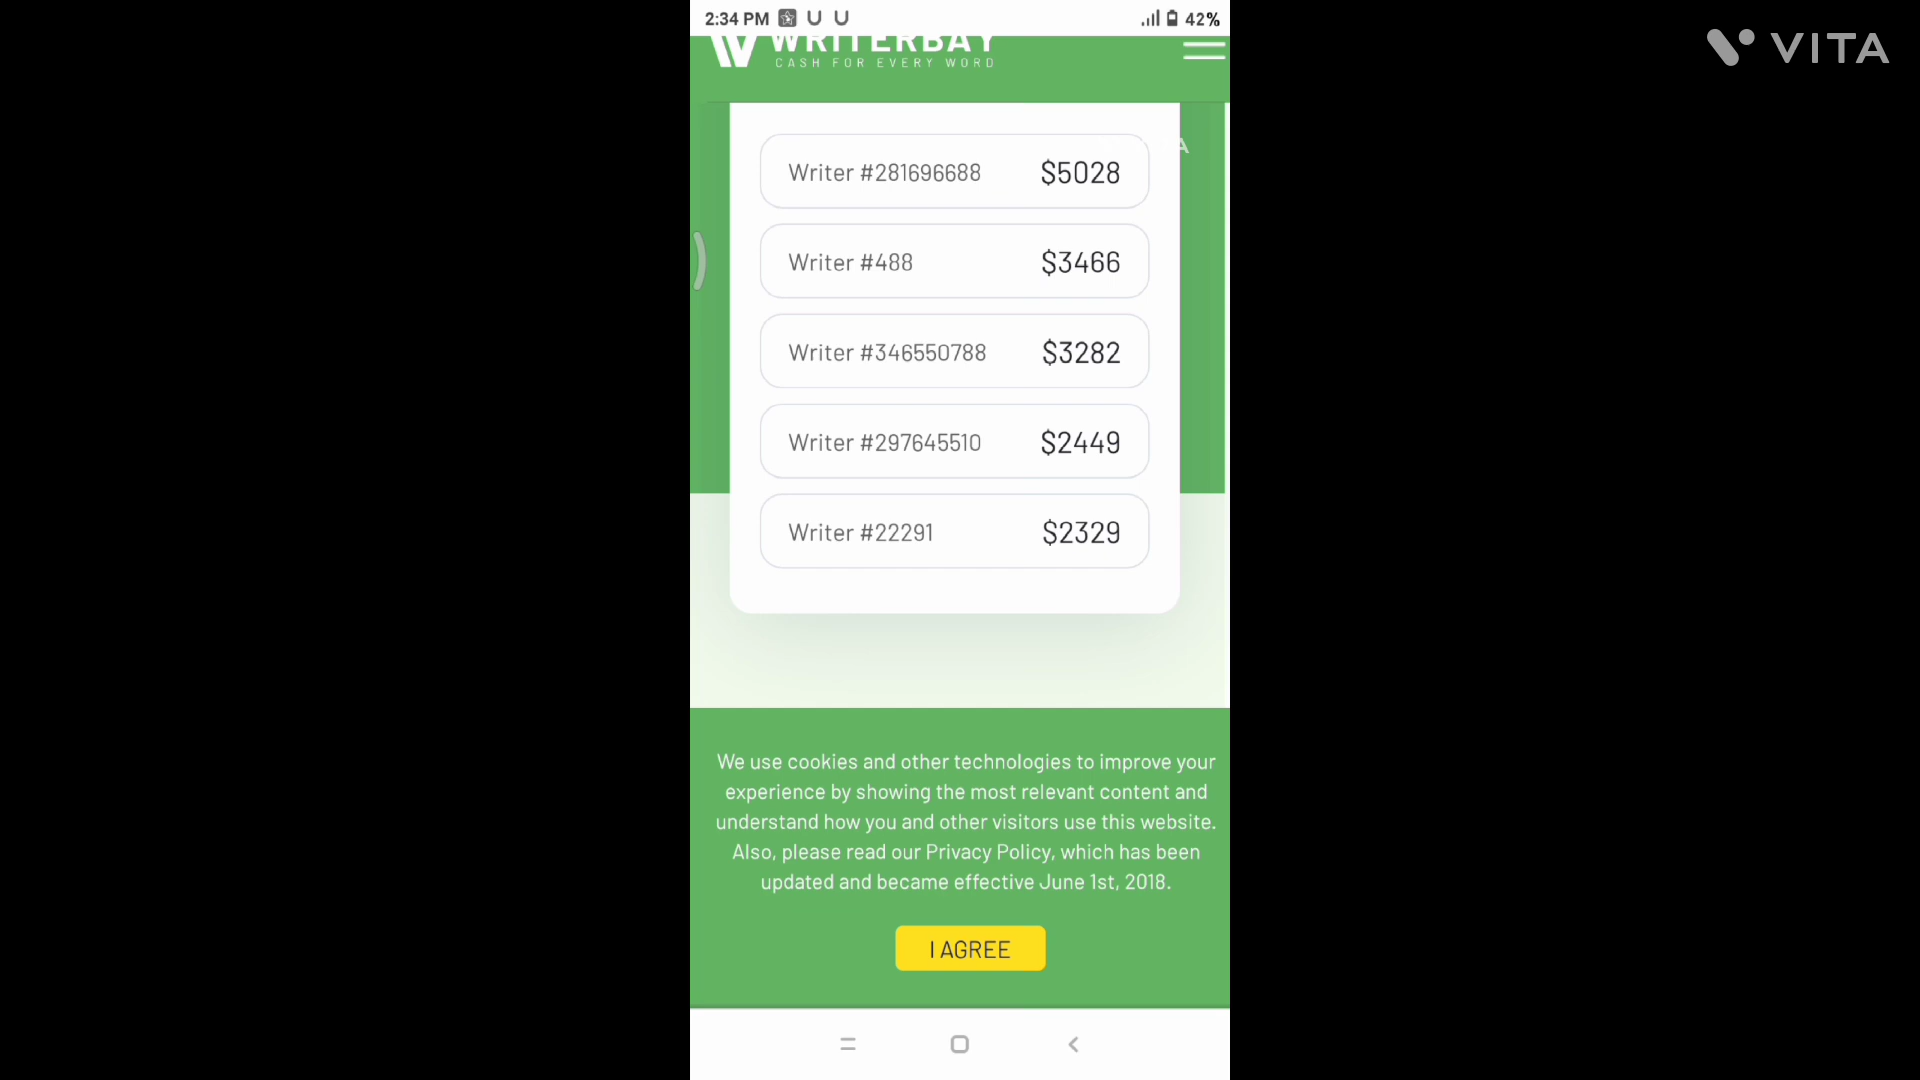 2:34 PM
42%
VITA
WRITERBAY
CASH FOR EVERY WORD
Writer #281696688 $5028
Writer #488 $3466
Writer #346550788 $3282
Writer #297645510 $2449
Writer #22291 $2329
We use cookies and other technologies to improve your
experience by showing the most relevant content and
understand how you and other visitors use this website.
Also, please read our Privacy Policy, which has been
updated and became effective June 1st, 2018.
I AGREE